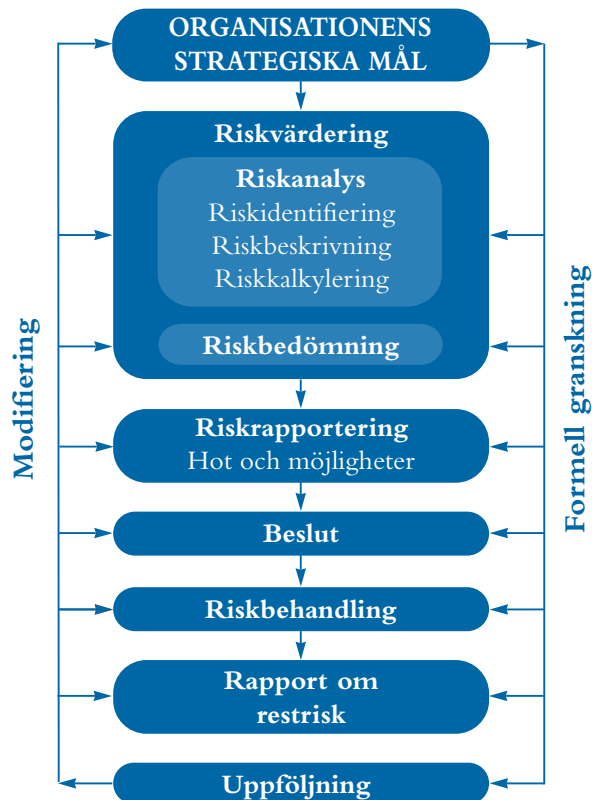 ORGANISATIONENS
STRATEGISKA MÅL
Riskvärdering
Riskanalys
Riskidentifiering
Riskbeskrivning
Riskkalkylering
Riskbedömning
Riskrapportering
Hot och möjligheter
Beslut
Riskbehandling
Rapport om
restrisk
Uppföljning
Modifiering
Formell granskning